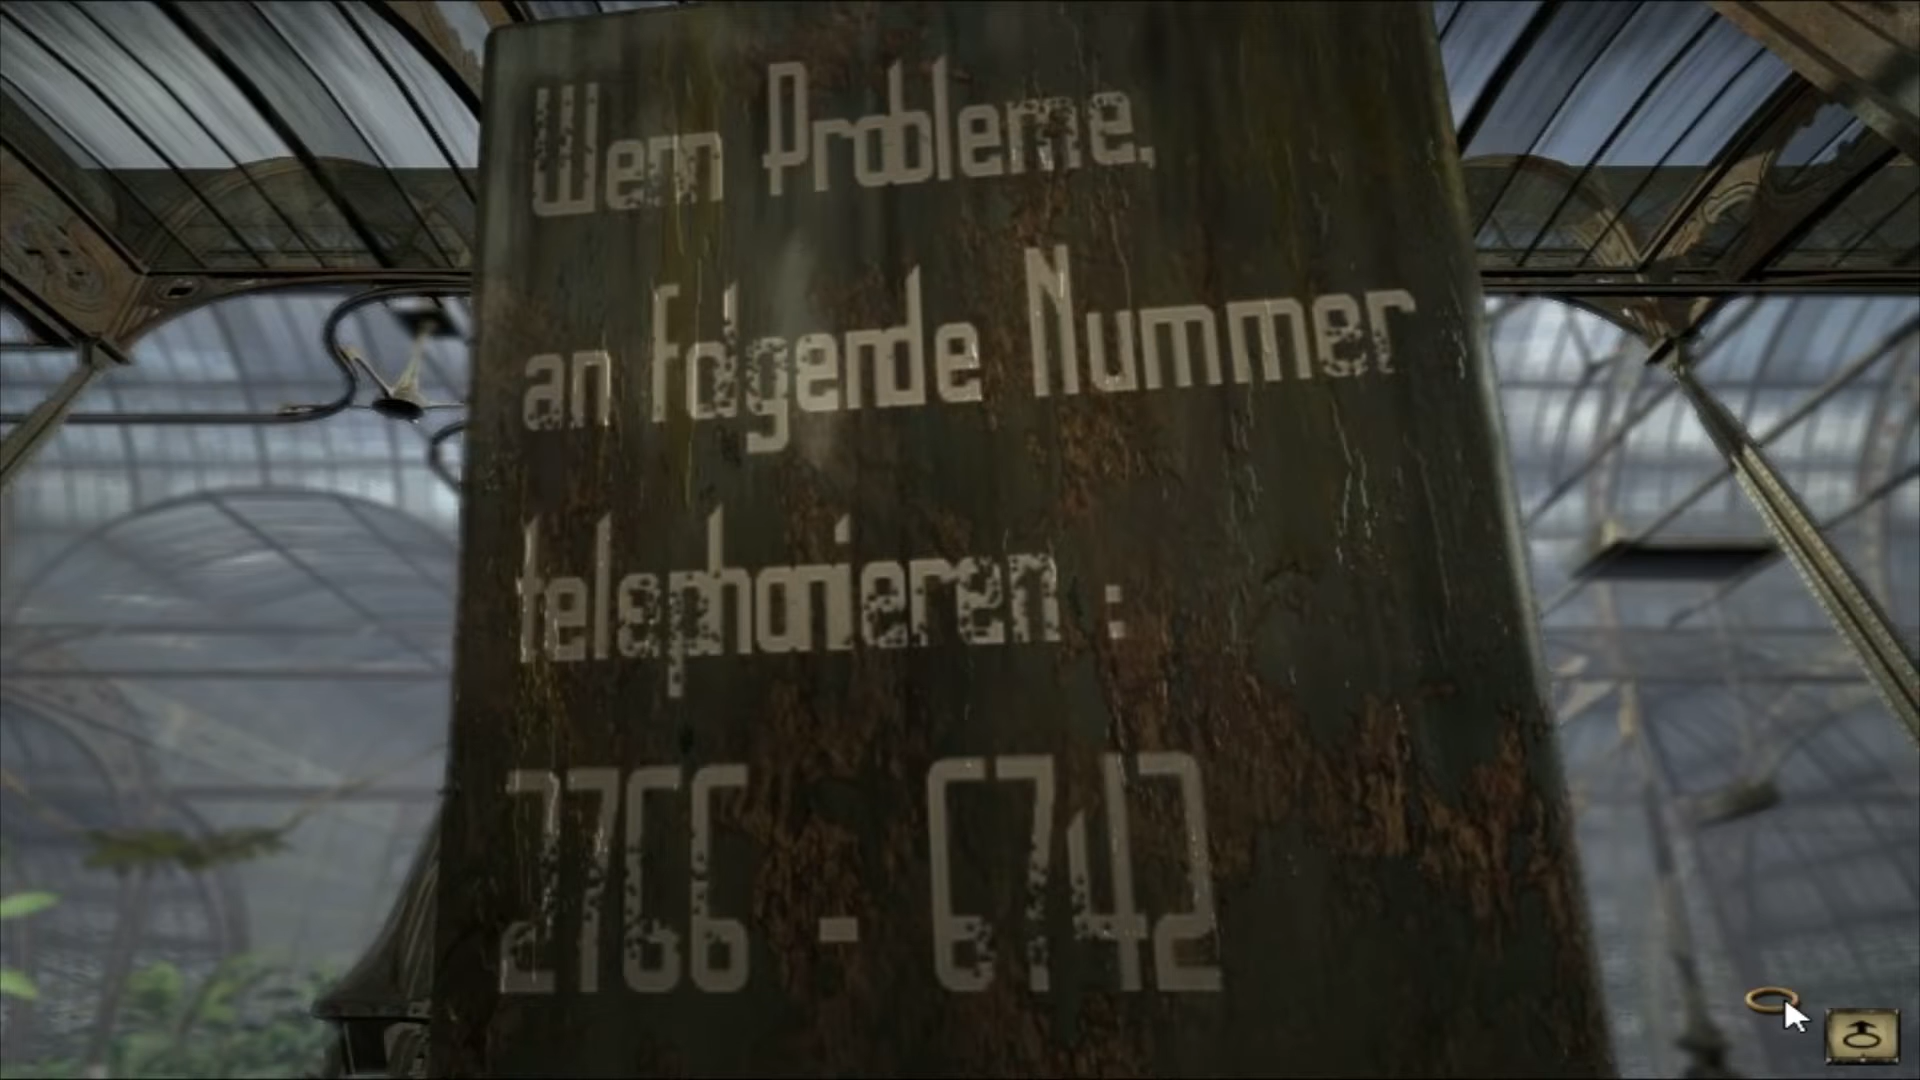 Wenn Probleme,
an folgende Nummer
telephonieren :
2766 - 6742